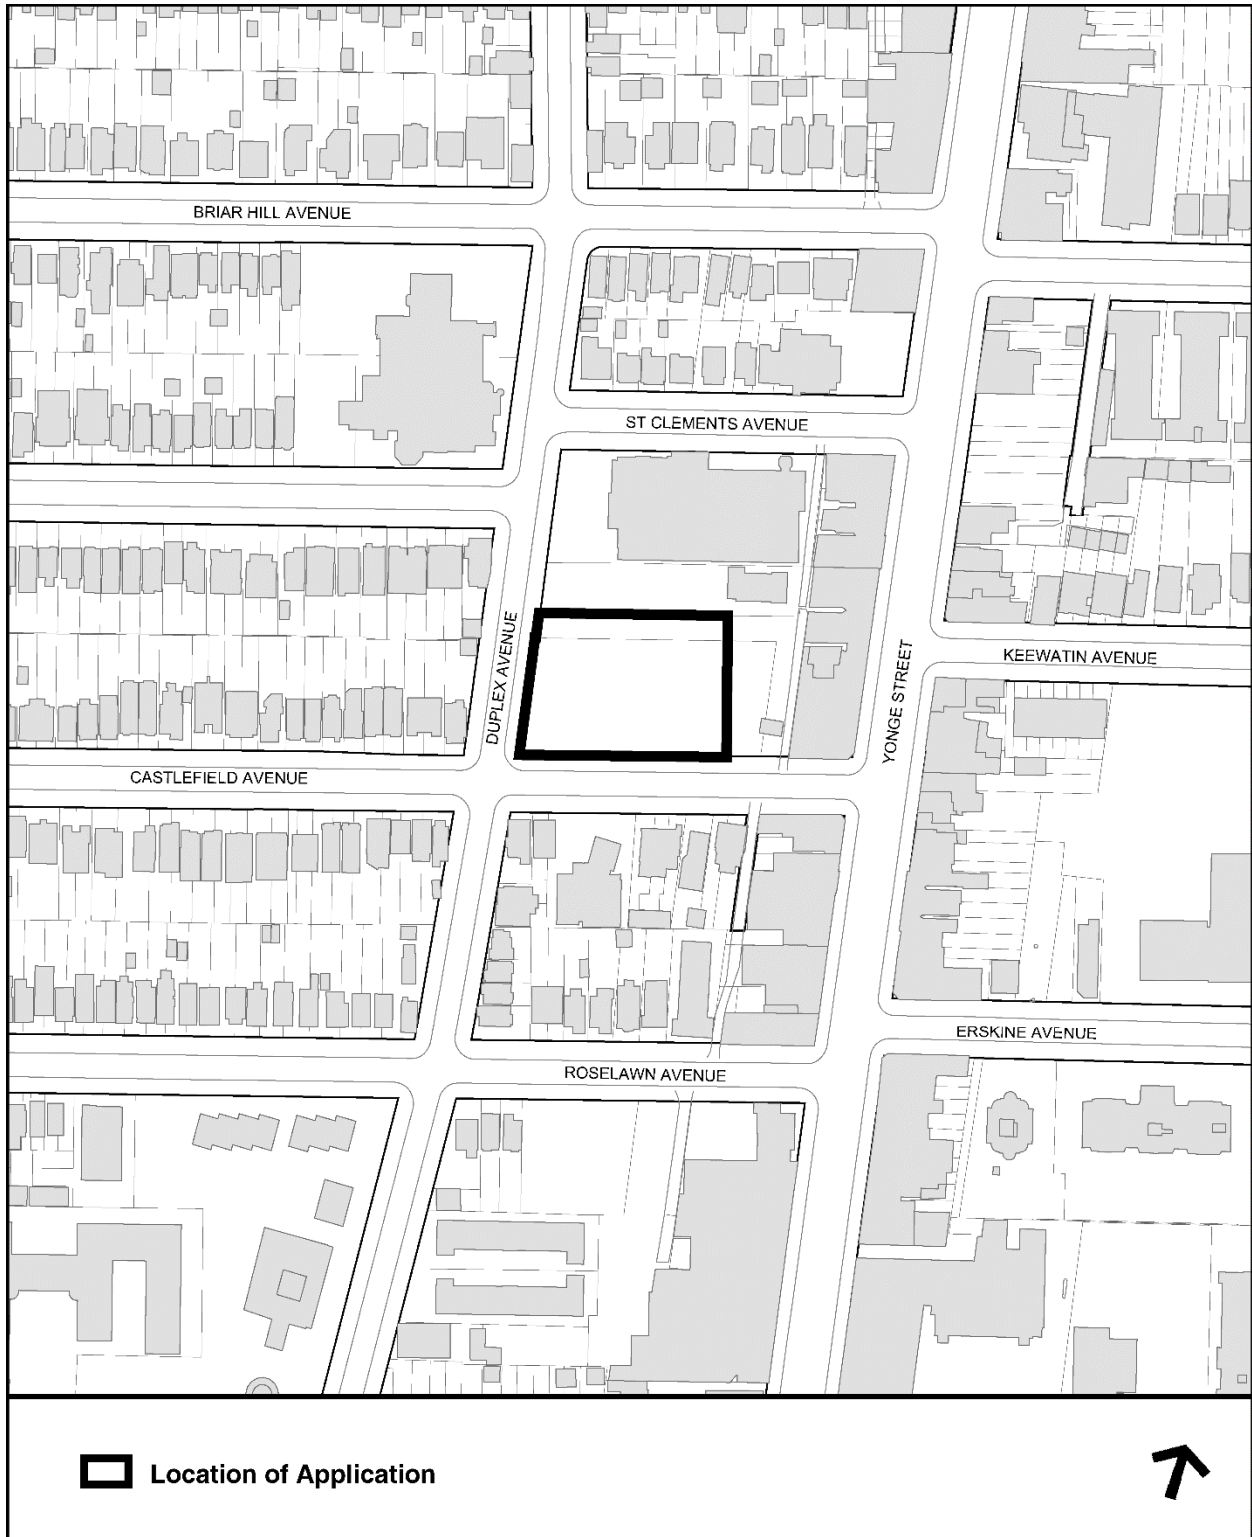 BRIAR HILL AVENUE
ST CLEMENTS AVENUE
DUPLEX AVENUE
YONGE STREET
KEEWATIN AVENUE
CASTLEFIELD AVENUE
ERSKINE AVENUE
ROSELAWN AVENUE
Location of Application